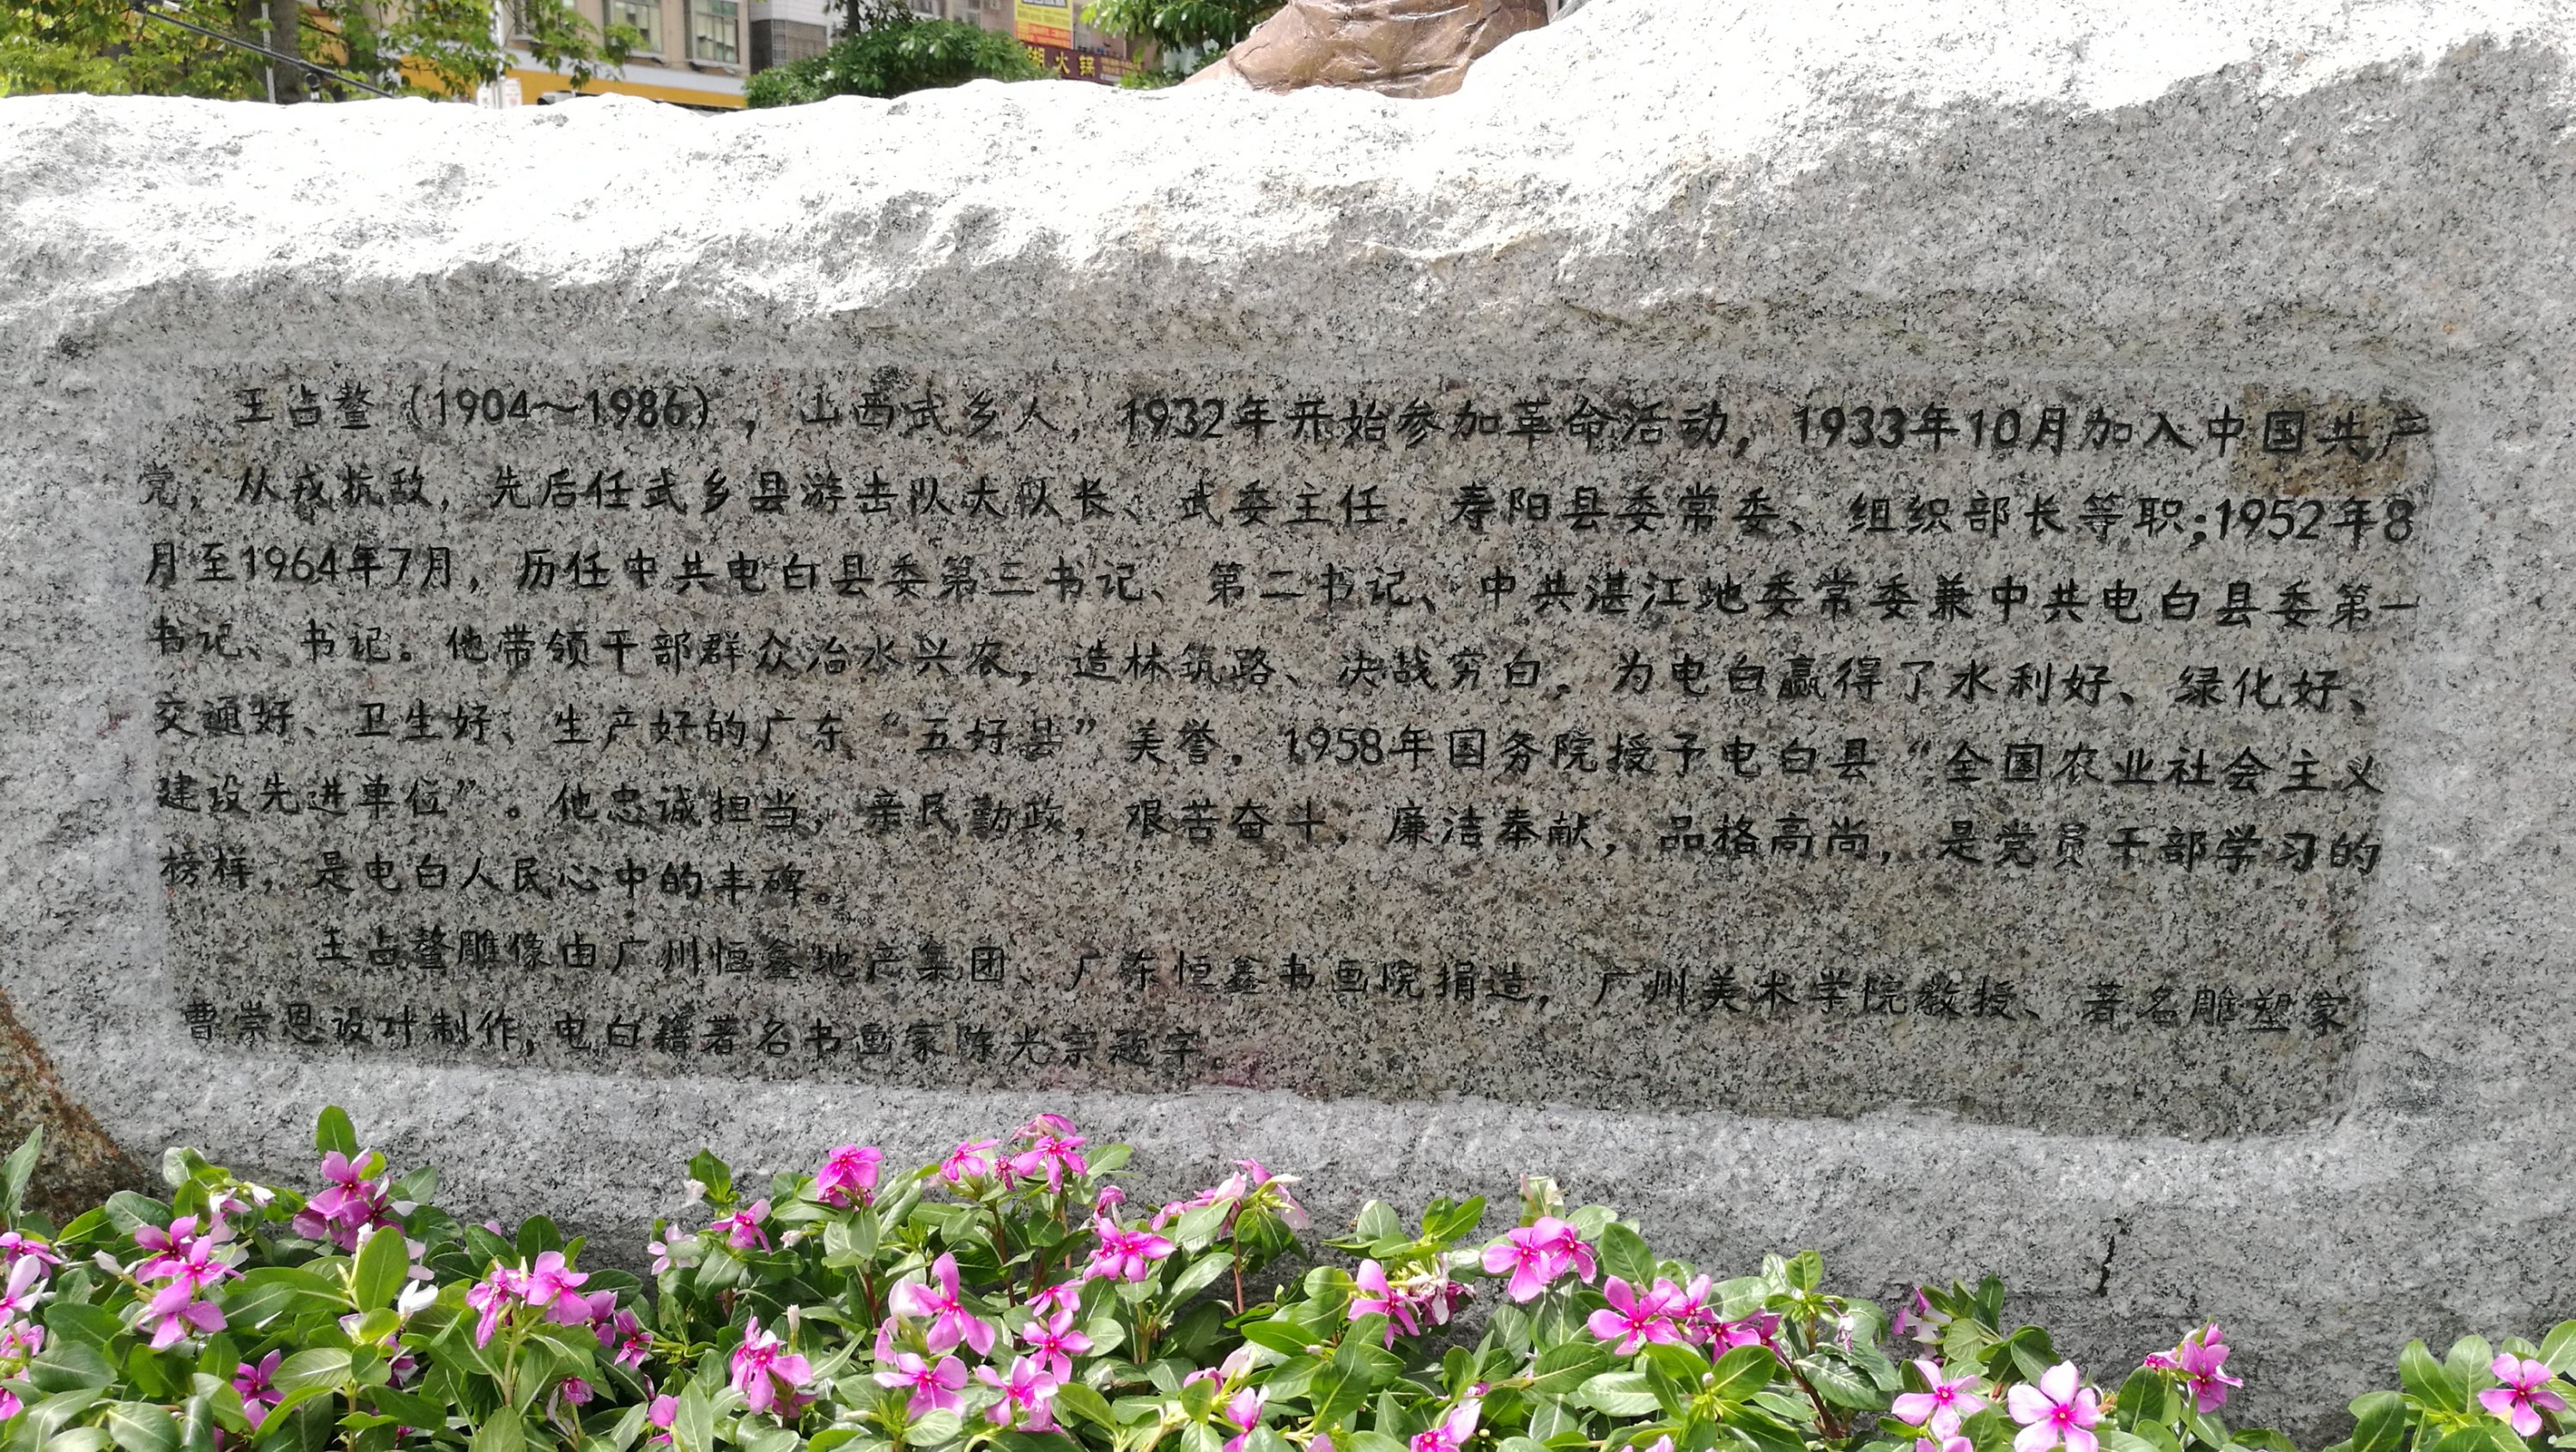 湘火锅
王占鳌（1904～1986），山西武乡人，1932年开始参加革命活动，1933年10月加入中国共产
党，从戎抗敌，先后任武乡县游击队大队长、武委主任．寿阳县委常委、组织部长等职；1952年8
月至1964年7月，历任中共电白县委第三书记、第二书记、中共湛江地委常委兼中共电白县委第一
书记、书记。他带领干部群众治水兴农，造林筑路、决战穷白，为电白赢得了水利好、绿化好、
交通好、卫生好、生产好的广东“五好县”美誉，1958年国务院授予电白县“全国农业社会主义
建设先进单位”。他忠诚担当，亲民勤政，艰苦奋斗，廉洁奉献，品格高尚，是党员干部学习的
榜样，是电白人民心中的丰碑。
王占鳌雕像由广州恒鑫地产集团、广东恒鑫书画院捐造，广州美术学院教授、著名雕塑家
曹崇恩设计制作，电白籍著名书画家陈光宗题字。